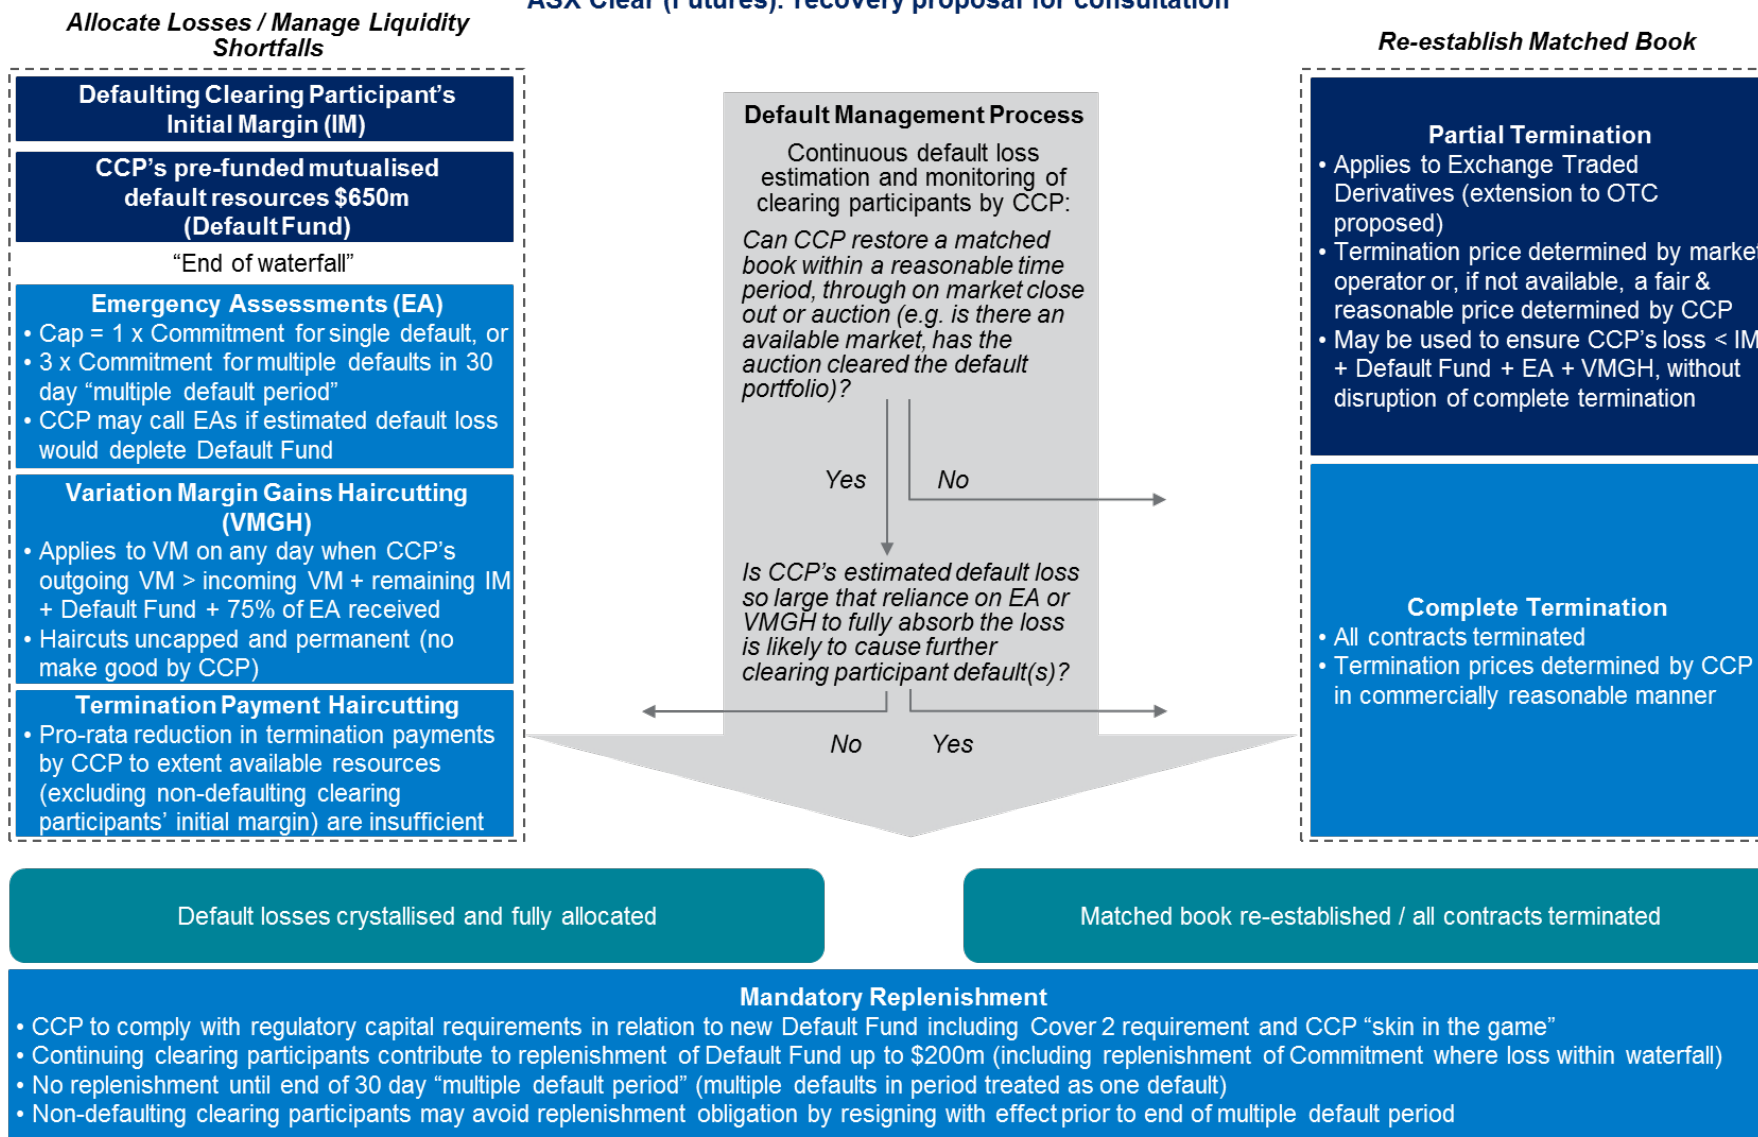 ASX Clear (Futures): recovery proposal for consultation
Allocate Losses / Manage Liquidity
Shortfalls
Defaulting Clearing Participant's
Initial Margin (IM)
CCP's pre-funded mutualised
default resources $650m
(Default Fund)
“End of waterfall”
Emergency Assessments (EA)
• Cap = 1 x Commitment for single default, or
• 3 x Commitment for multiple defaults in 30
day “multiple default period”
• CCP may call EAs if estimated default loss
would deplete Default Fund
Variation Margin Gains Haircutting
(VMGH)
• Applies to VM on any day when CCP's
outgoing VM > incoming VM + remaining IM
+ Default Fund + 75% of EA received
• Haircuts uncapped and permanent (no
make good by CCP)
Termination Payment Haircutting
• Pro-rata reduction in termination payments
by CCP to extent available resources
(excluding non-defaulting clearing
participants' initial margin) are insufficient
Default Management Process
Continuous default loss
estimation and monitoring of
clearing participants by CCP:
Can CCP restore a matched
book within a reasonable time
period, through on market close
out or auction (e.g. is there an
available market, has the
auction cleared the default
portfolio)?
Yes
No
Is CCP's estimated default loss
so large that reliance on EA or
VMGH to fully absorb the loss
is likely to cause further
clearing participant default(s)?
No
Yes
Re-establish Matched Book
Partial Termination
• Applies to Exchange Traded
Derivatives (extension to OTC
proposed)
• Termination price determined by market
operator or, if not available, a fair &
reasonable price determined by CCP
• May be used to ensure CCP's loss < IM
+ Default Fund + EA + VMGH, without
disruption of complete termination
Complete Termination
• All contracts terminated
• Termination prices determined by CCP
in commercially reasonable manner
Default losses crystallised and fully allocated
Matched book re-established / all contracts terminated
Mandatory Replenishment
• CCP to comply with regulatory capital requirements in relation to new Default Fund including Cover 2 requirement and CCP “skin in the game”
• Continuing clearing participants contribute to replenishment of Default Fund up to $200m (including replenishment of Commitment where loss within waterfall)
• No replenishment until end of 30 day “multiple default period” (multiple defaults in period treated as one default)
• Non-defaulting clearing participants may avoid replenishment obligation by resigning with effect prior to end of multiple default period